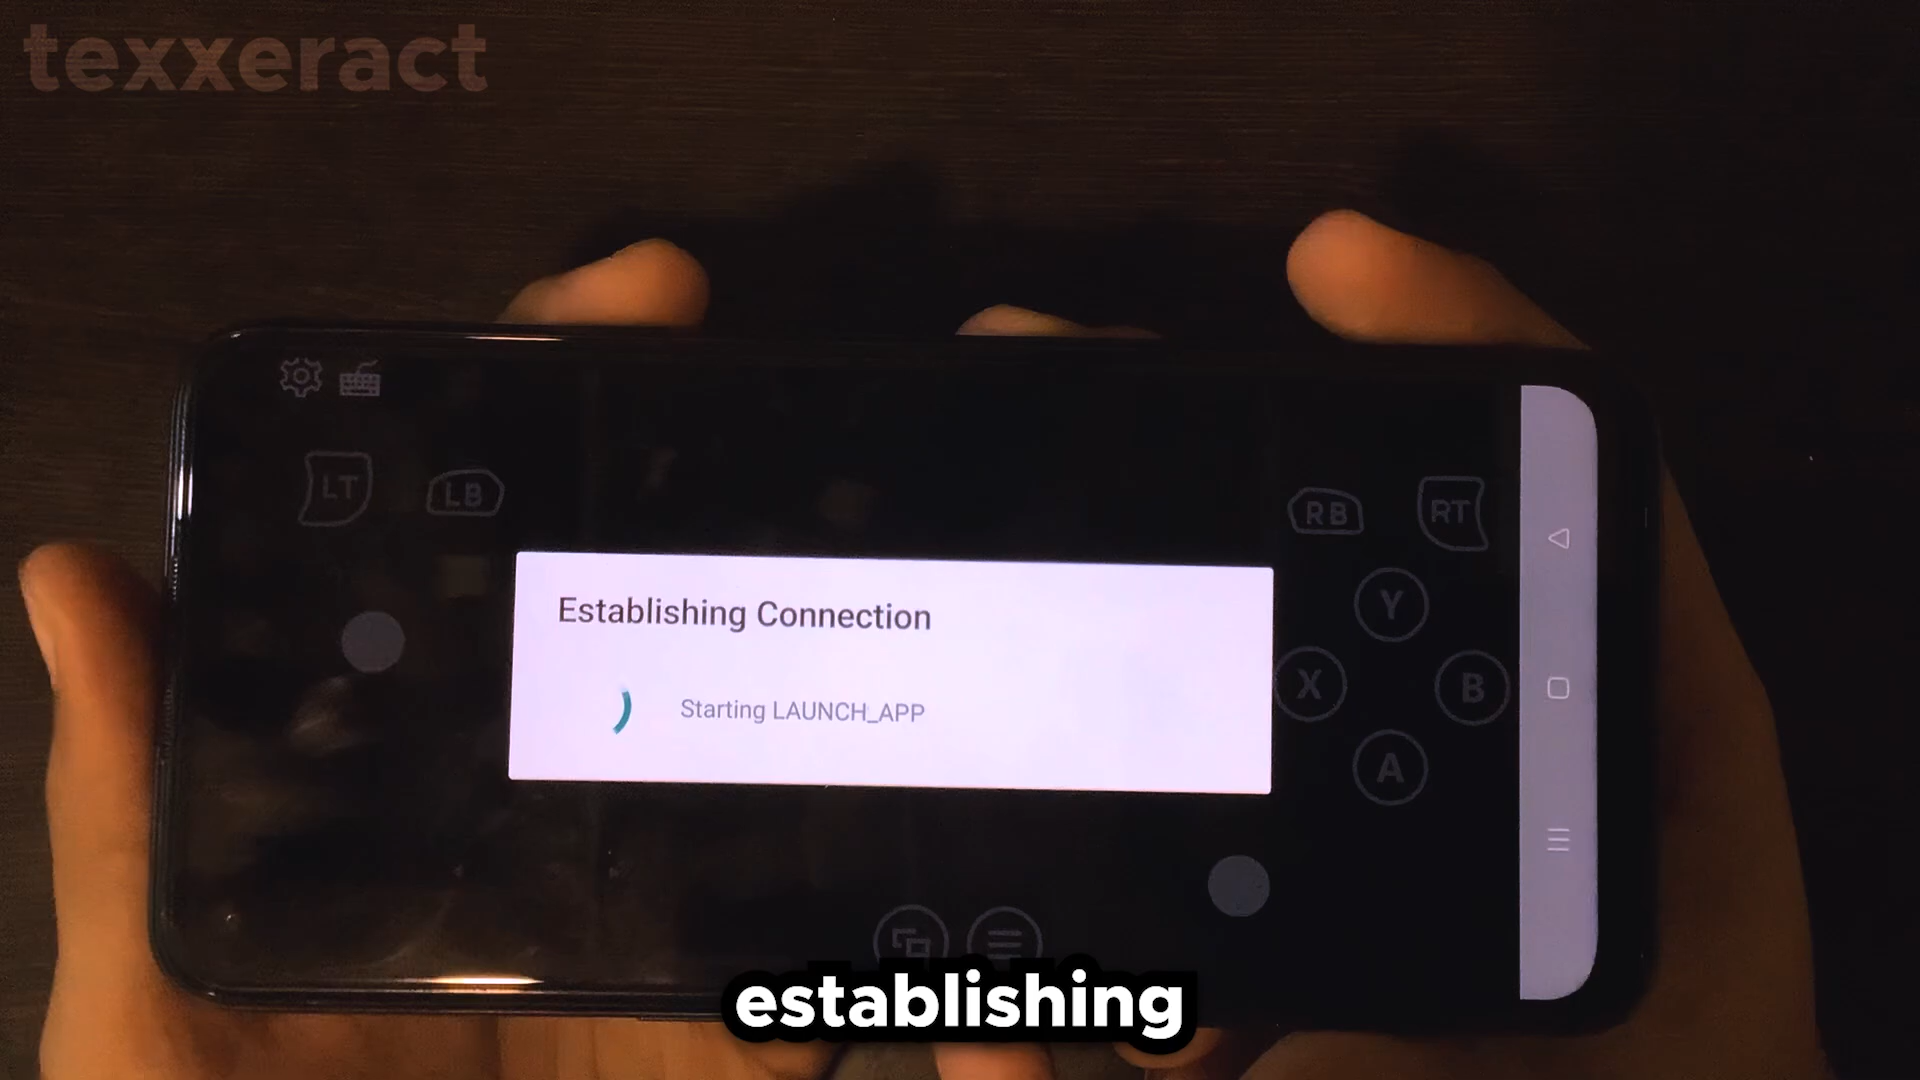 texxeract
LT
LB
RB
RT
Y
X
B
A
Establishing Connection
Starting LAUNCH_APP
establishing